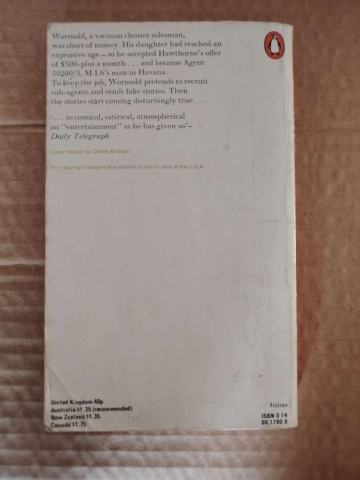 Wormold, a vacuum cleaner salesman,
was short of money. His daughter had reached an
expensive age – so he accepted Hawthorne's offer
of $300-plus a month . . . and became Agent
59200/5, M.I.6's man in Havana.
To keep the job, Wormold pretends to recruit
sub-agents and sends fake stories. Then
the stories start coming disturbingly true . . .
'. . . as comical, satirical, atmospherical
an "entertainment" as he has given us' –
Daily Telegraph
Cover design by Derek Birdsall
For copyright reasons this edition is not for sale in the U.S.A.
United Kingdom 40p
Australia $1.35 (recommended)
New Zealand $1.35
Canada $1.75
Fiction
ISBN 0 14
00.1790 9